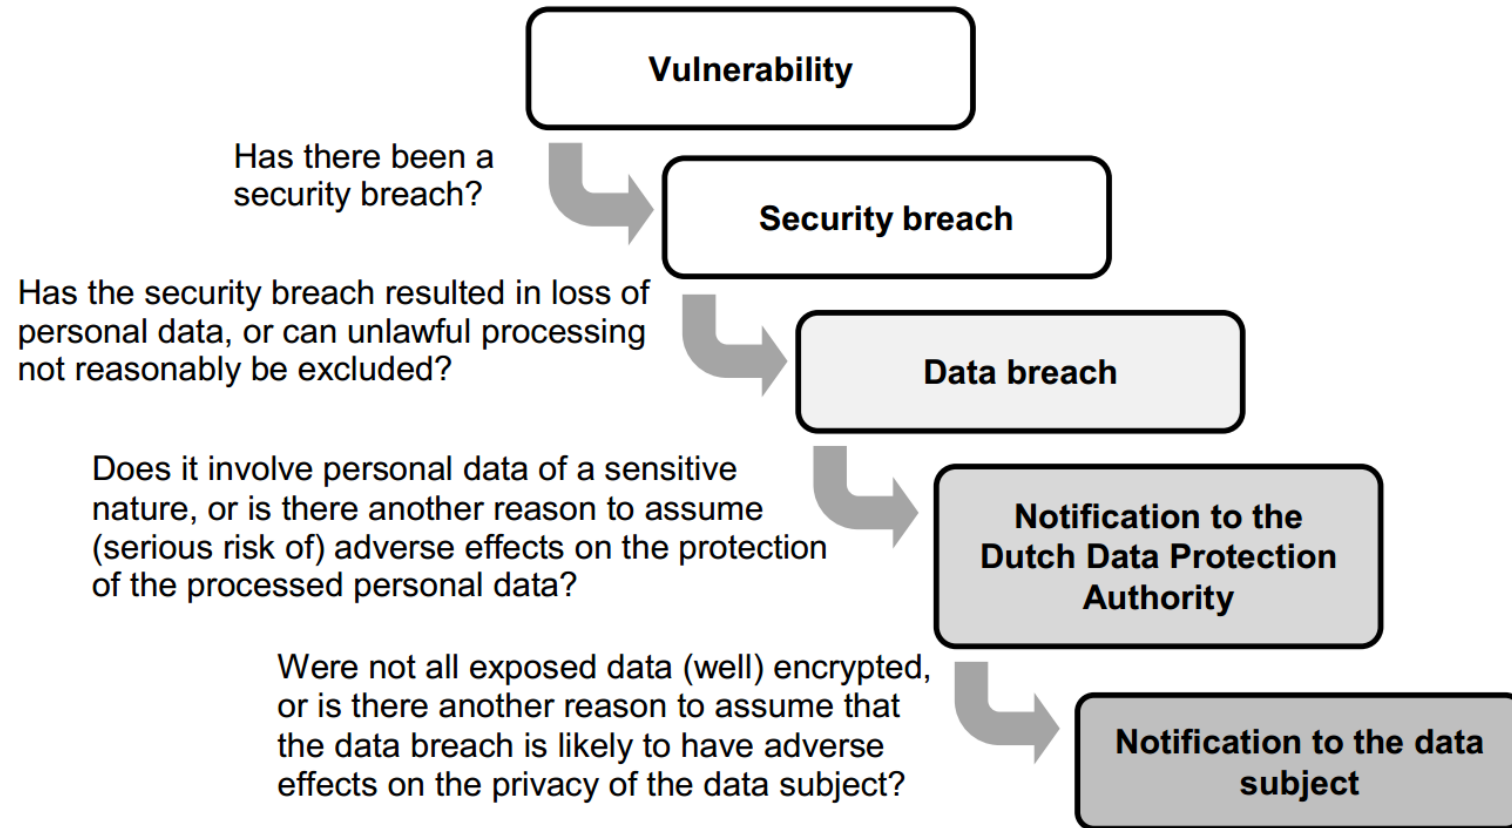 Vulnerability
Has there been a
security breach?
Security breach
Has the security breach resulted in loss of
personal data, or can unlawful processing
not reasonably be excluded?
Data breach
Does it involve personal data of a sensitive
nature, or is there another reason to assume
(serious risk of) adverse effects on the protection
of the processed personal data?
Notification to the
Dutch Data Protection
Authority
Were not all exposed data (well) encrypted,
or is there another reason to assume that
the data breach is likely to have adverse
effects on the privacy of the data subject?
Notification to the data
subject